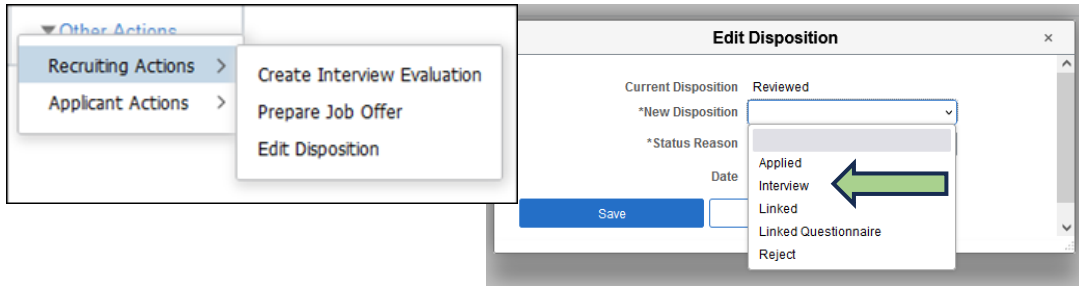 Other Actions
Recruiting Actions
Applicant Actions
Create Interview Evaluation
Prepare Job Offer
Edit Disposition
Edit Disposition
Current Disposition Reviewed
*New Disposition
*Status Reason
Date
Applied
Interview
Linked
Linked Questionnaire
Reject
Save